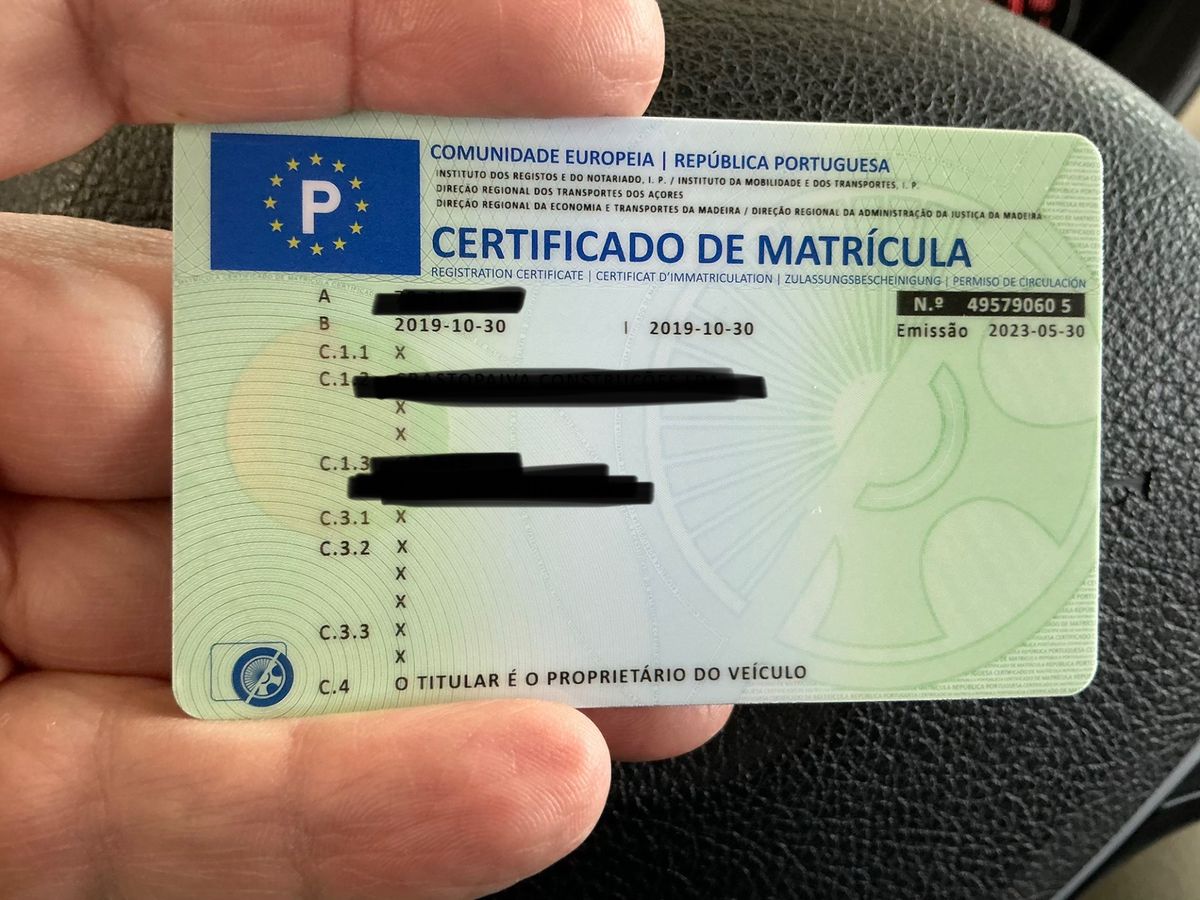 P
COMUNIDADE EUROPEIA | REPÚBLICA PORTUGUESA
INSTITUTO DOS REGISTOS E DO NOTARIADO, I. P. / INSTITUTO DA MOBILIDADE E DOS TRANSPORTES, I. P.
DIREÇÃO REGIONAL DOS TRANSPORTES DOS AÇORES
DIREÇÃO REGIONAL DA ECONOMIA E TRANSPORTES DA MADEIRA / DIREÇÃO REGIONAL DA ADMINISTRAÇÃO DA JUSTIÇA DA MADEIRA
CERTIFICADO DE MATRÍCULA
REGISTRATION CERTIFICATE | CERTIFICAT D'IMMATRICULATION | ZULASSUNGSBESCHEINIGUNG | PERMISO DE CIRCULACIÓN
A
N.º 49579060 5
B 2019-10-30 I 2019-10-30 Emissão 2023-05-30
C.1.1 X
X
X
C.1.3
C.3.1 X
C.3.2 X
X
X
C.3.3 X
X
C.4 O TITULAR É O PROPRIETÁRIO DO VEÍCULO